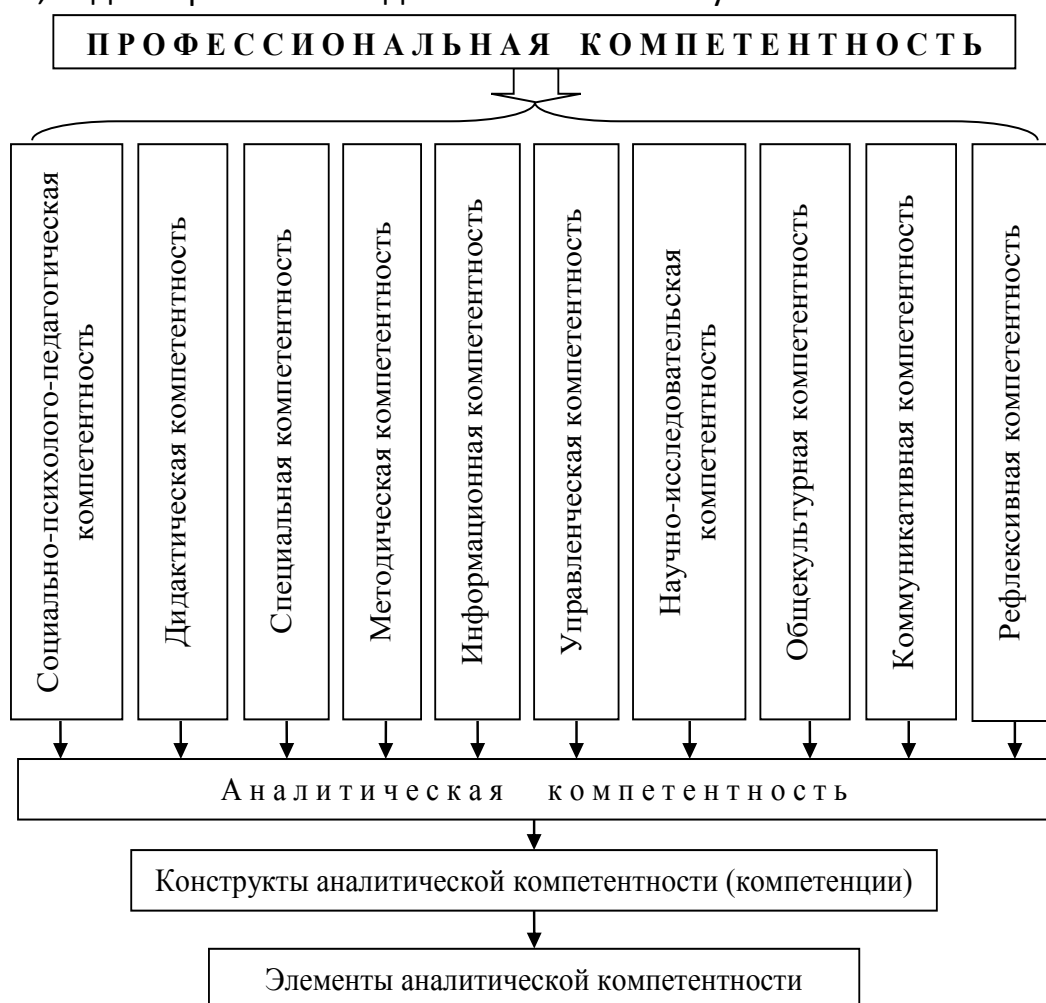 ПРОФЕССИОНАЛЬНАЯ КОМПЕТЕНТНОСТЬ
Социально-психолого-педагогическая
компетентность
Дидактическая компетентность
Специальная компетентность
Методическая компетентность
Информационная компетентность
Управленческая компетентность
Научно-исследовательская
компетентность
Общекультурная компетентность
Коммуникативная компетентность
Рефлексивная компетентность
Аналитическая компетентность
Конструкты аналитической компетентности (компетенции)
Элементы аналитической компетентности